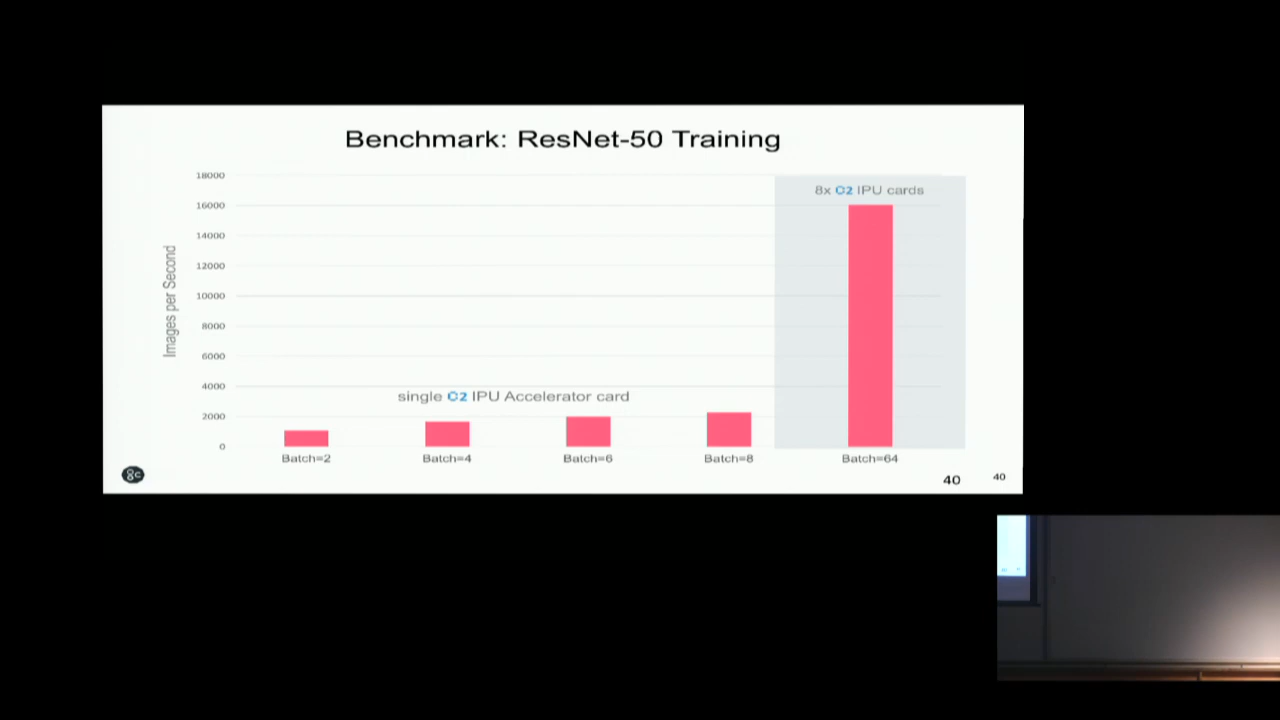 Benchmark: ResNet-50 Training
Images per Second
18000
16000
14000
12000
10000
8000
6000
4000
2000
0
8x C2 IPU cards
single C2 IPU Accelerator card
Batch=2
Batch=4
Batch=6
Batch=8
Batch=64
40
40